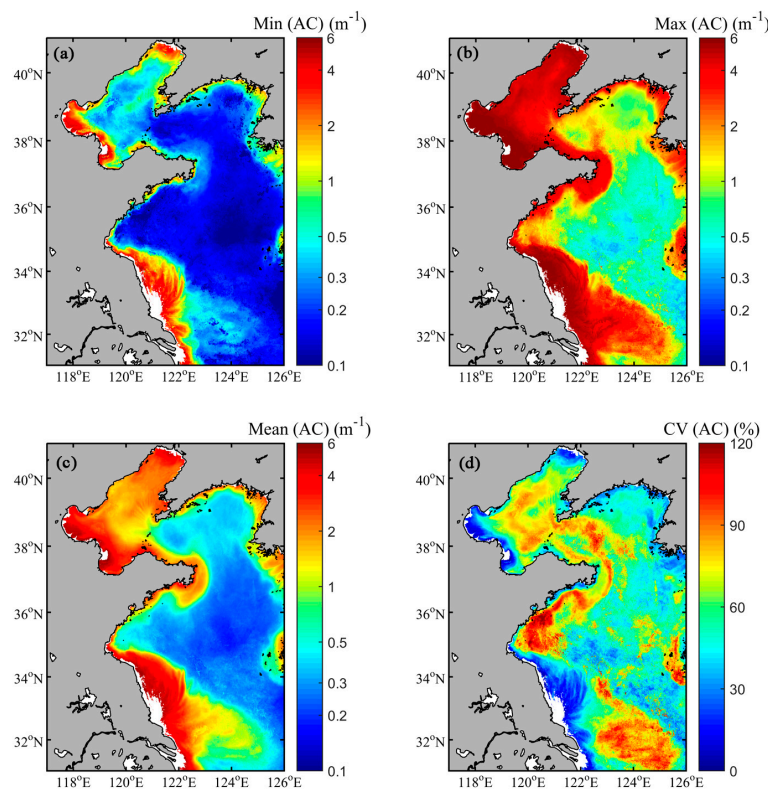 Min (AC) (m-1)
(a)
40°N
38°N
36°N
34°N
32°N
118°E 120°E 122°E 124°E 126°E
6
4
2
1
0.5
0.3
0.2
0.1
Max (AC) (m-1)
(b)
40°N
38°N
36°N
34°N
32°N
118°E 120°E 122°E 124°E 126°E
6
4
2
1
0.5
0.3
0.2
0.1
Mean (AC) (m-1)
(c)
40°N
38°N
36°N
34°N
32°N
118°E 120°E 122°E 124°E 126°E
6
4
2
1
0.5
0.3
0.2
0.1
CV (AC) (%)
(d)
40°N
38°N
36°N
34°N
32°N
118°E 120°E 122°E 124°E 126°E
120
90
60
30
0